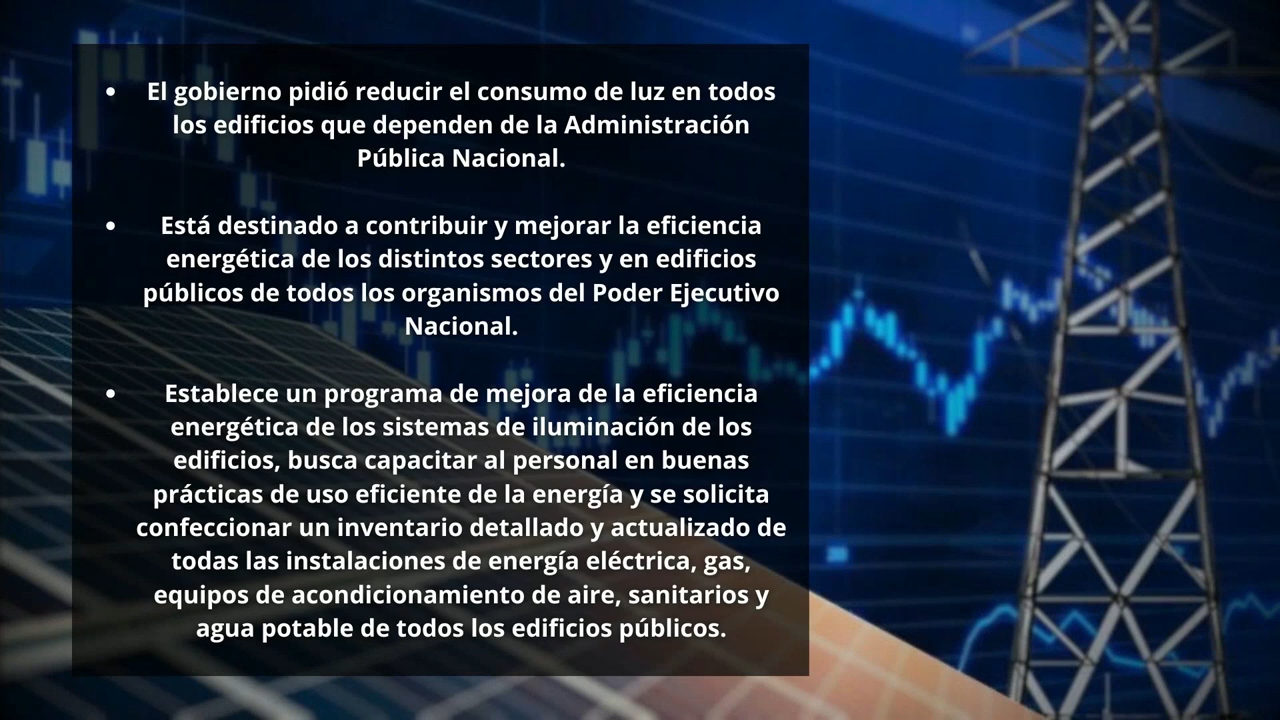 • El gobierno pidió reducir el consumo de luz en todos
los edificios que dependen de la Administración
Pública Nacional.
• Está destinado a contribuir y mejorar la eficiencia
energética de los distintos sectores y en edificios
públicos de todos los organismos del Poder Ejecutivo
Nacional.
• Establece un programa de mejora de la eficiencia
energética de los sistemas de iluminación de los
edificios, busca capacitar al personal en buenas
prácticas de uso eficiente de la energía y se solicita
confeccionar un inventario detallado y actualizado de
todas las instalaciones de energía eléctrica, gas,
equipos de acondicionamiento de aire, sanitarios y
agua potable de todos los edificios públicos.